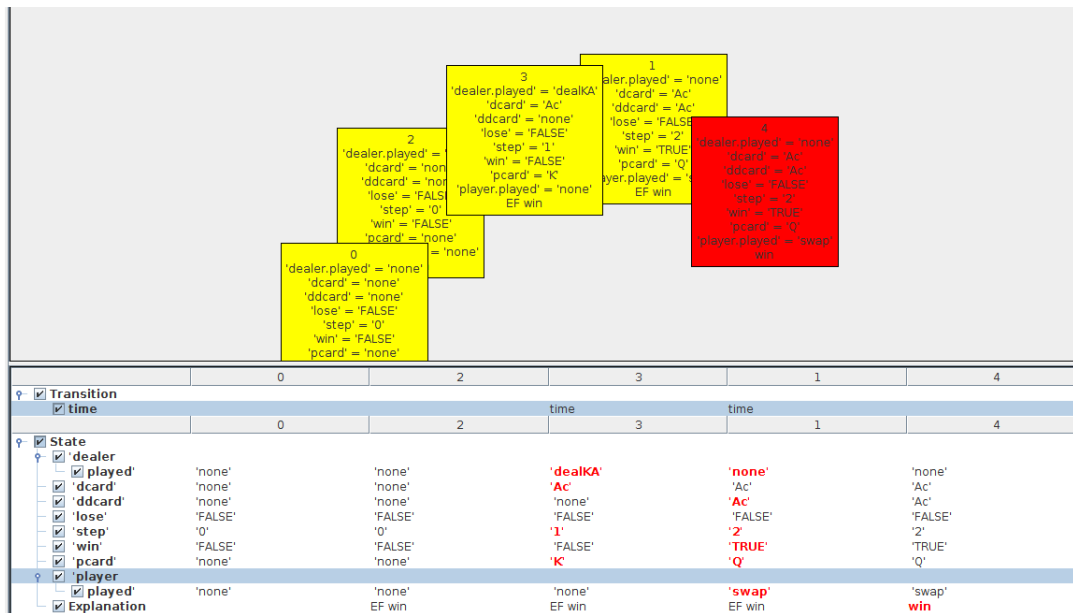 3
'dealer.played' = 'dealKA'
'dcard' = 'Ac'
'ddcard' = 'none'
'lose' = 'FALSE'
'step' = '1'
'win' = 'FALSE'
'pcard' = 'K'
'player.played' = 'none'
EF win
1
aler.played' = 'none'
'dcard' = 'Ac'
'ddcard' = 'Ac'
'lose' = 'FALSE
'step' = '2'
'win' = 'TRUE'
'pcard' = 'Q'
ayer.played' = 's
EF win
4
'dealer.played' = 'none'
'dcard' = 'Ac'
'ddcard' = 'Ac'
'lose' = 'FALSE'
'step' = '2'
'win' = 'TRUE'
'pcard' = 'Q'
'player.played' = 'swap'
win
2
'dealer.played' = '
'dcard' = 'non
'ddcard' = 'non
'lose' = 'FALS
'step' = '0'
'win' = 'FALSE
'pcard' = 'none'
= 'none'
0
'dealer.played' = 'none'
'dcard' = 'none'
'ddcard' = 'none'
'lose' = 'FALSE'
'step' = '0'
'win' = 'FALSE'
'pcard' = 'none'
0 2 3 1 4
Transition
time time time
0 2 3 1 4
State
'dealer
played' 'none' 'none' 'dealKA' 'none' 'none'
'dcard' 'none' 'none' 'Ac' 'Ac' 'Ac'
'ddcard' 'none' 'none' 'none' 'Ac' 'Ac'
'lose' 'FALSE' 'FALSE' 'FALSE' 'FALSE' 'FALSE'
'step' '0' '0' '1' '2' '2'
'win' 'FALSE' 'FALSE' 'FALSE' 'TRUE' 'TRUE'
'pcard' 'none' 'none' 'K' 'Q' 'Q'
'player
played' 'none' 'none' 'none' 'swap' 'swap'
Explanation EF win EF win EF win win